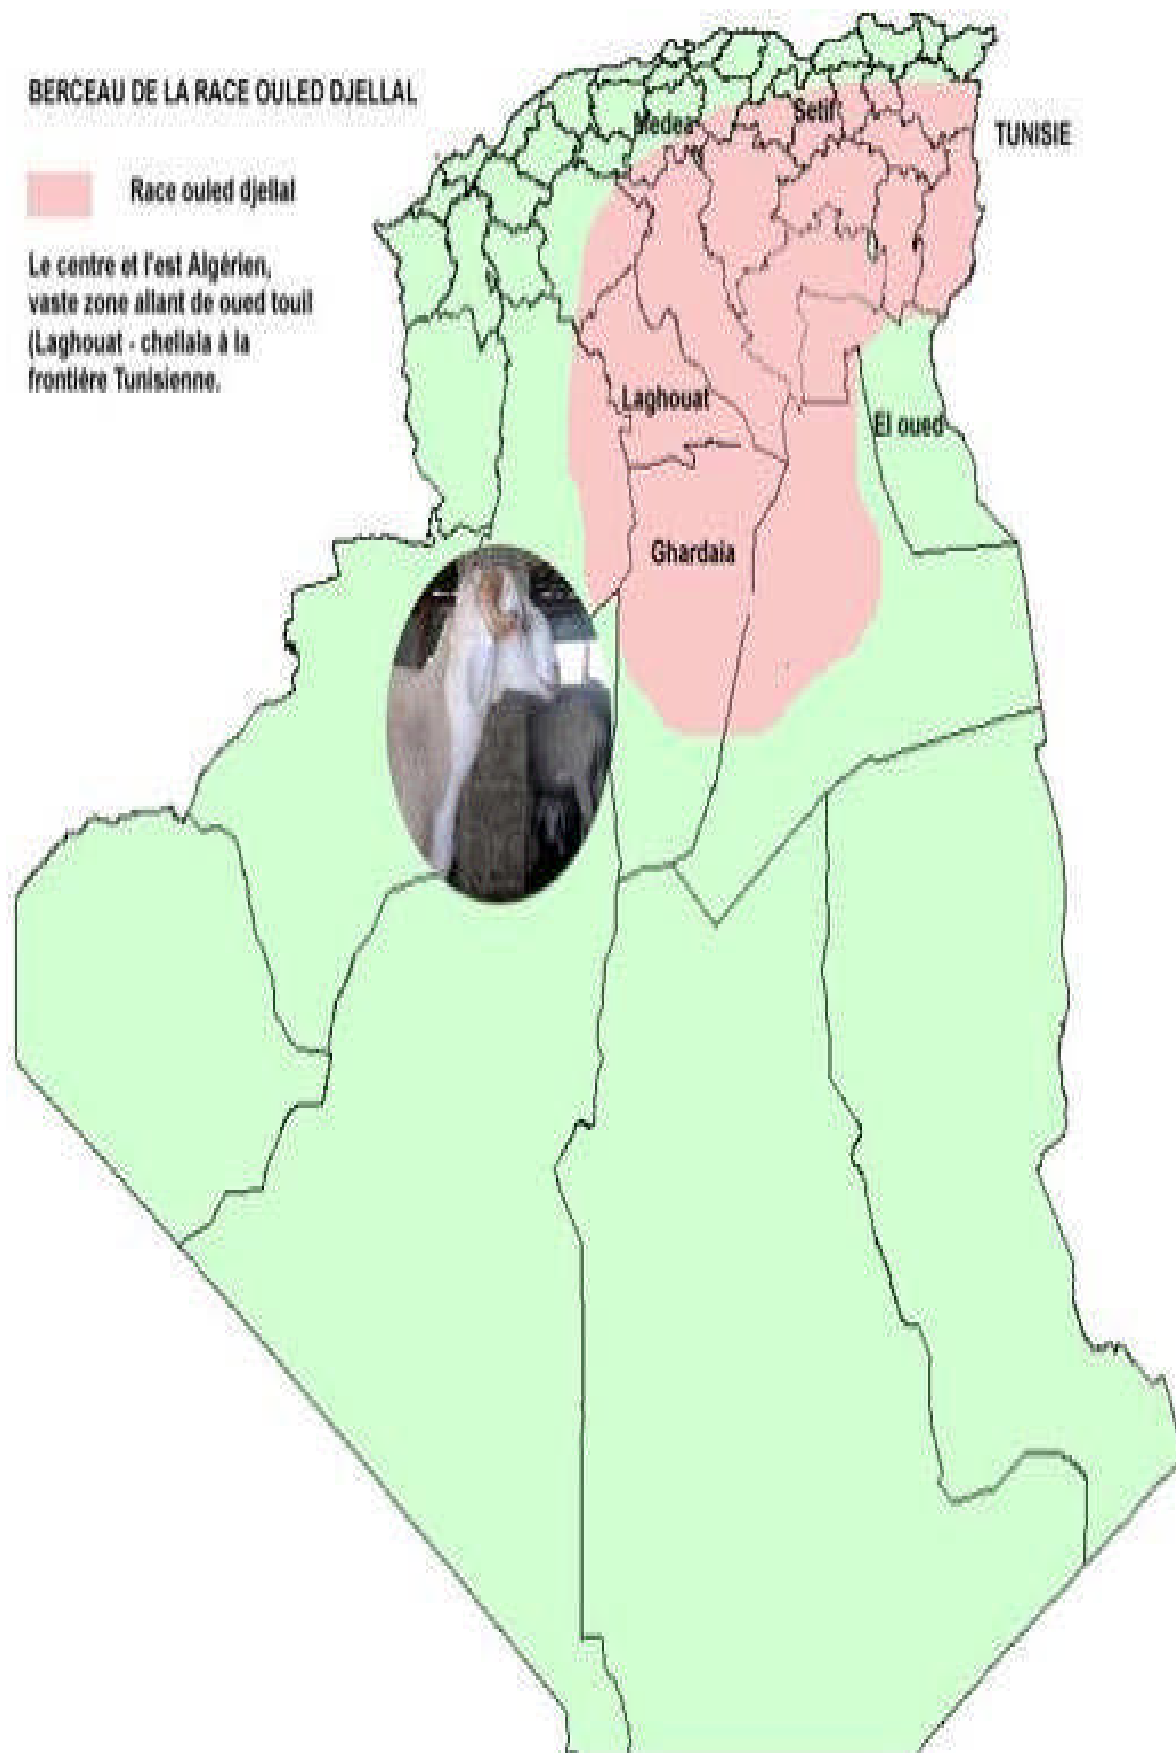 BERCEAU DE LA RACE OULED DJELLAL
Race ouled djellal
Le centre et l'est Algérien,
vaste zone allant de oued touil
(Laghouat - chellala à la
frontière Tunisienne.
Medea
Setif
TUNISIE
Laghouat
El oued
Ghardaia